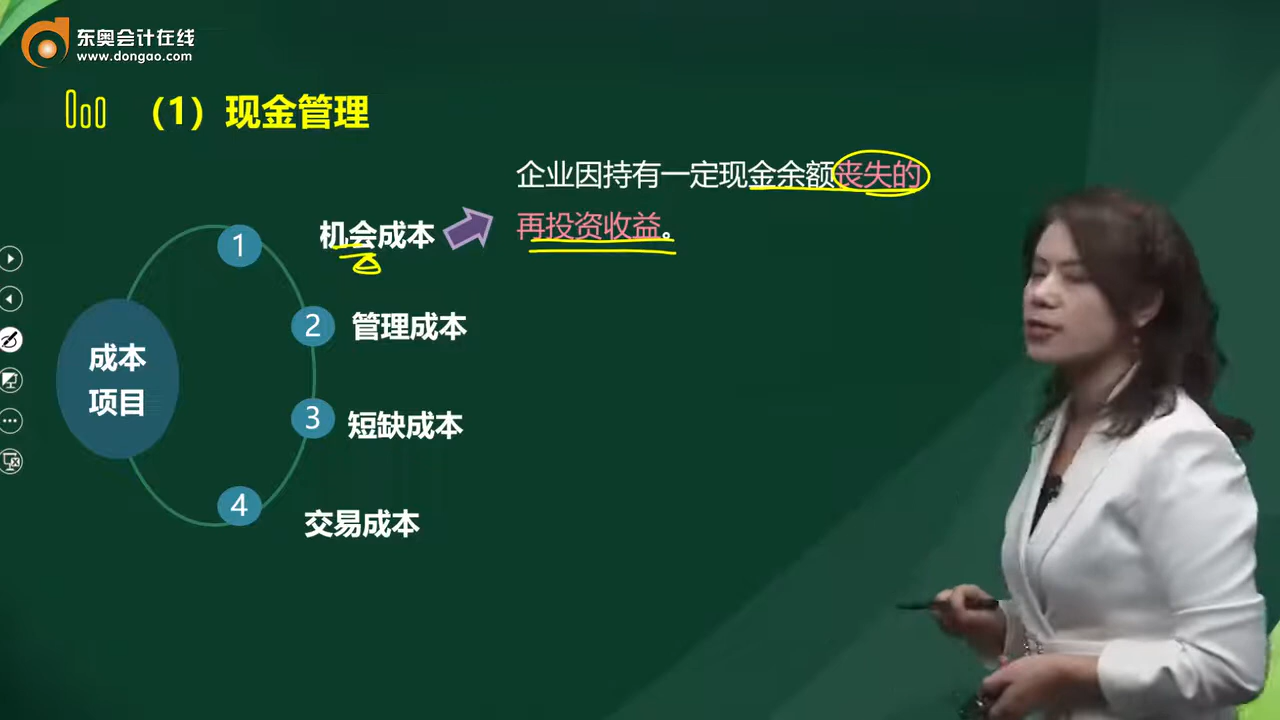 东奥会计在线
www.dongao.com
（1）现金管理
企业因持有一定现金余额丧失的
再投资收益。
1
机会成本
2
管理成本
成本
项目
3
短缺成本
4
交易成本